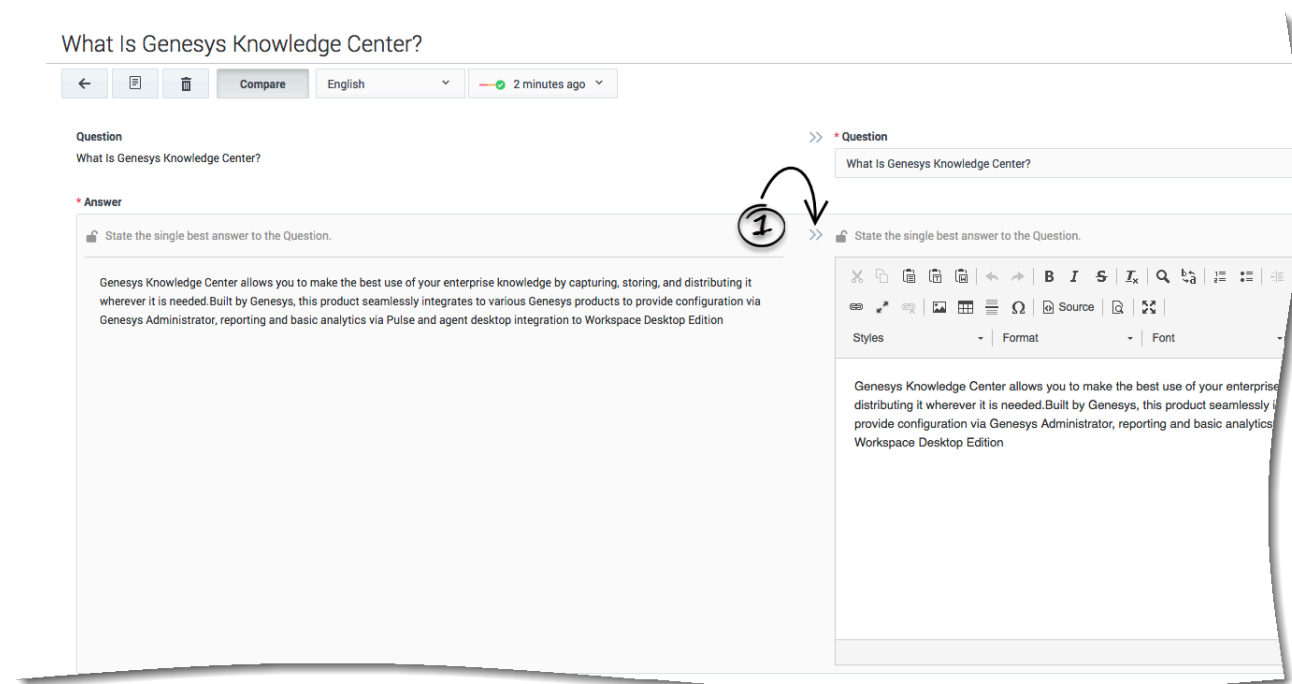 What Is Genesys Knowledge Center?
Compare English 2 minutes ago
Question
What Is Genesys Knowledge Center?
* Answer
State the single best answer to the Question.
Genesys Knowledge Center allows you to make the best use of your enterprise knowledge by capturing, storing, and distributing it
wherever it is needed.Built by Genesys, this product seamlessly integrates to various Genesys products to provide configuration via
Genesys Administrator, reporting and basic analytics via Pulse and agent desktop integration to Workspace Desktop Edition
1
* Question
What Is Genesys Knowledge Center?
State the single best answer to the Question.
Source
Styles Format Font
Genesys Knowledge Center allows you to make the best use of your enterprise
distributing it wherever it is needed.Built by Genesys, this product seamlessly
provide configuration via Genesys Administrator, reporting and basic analytics
Workspace Desktop Edition